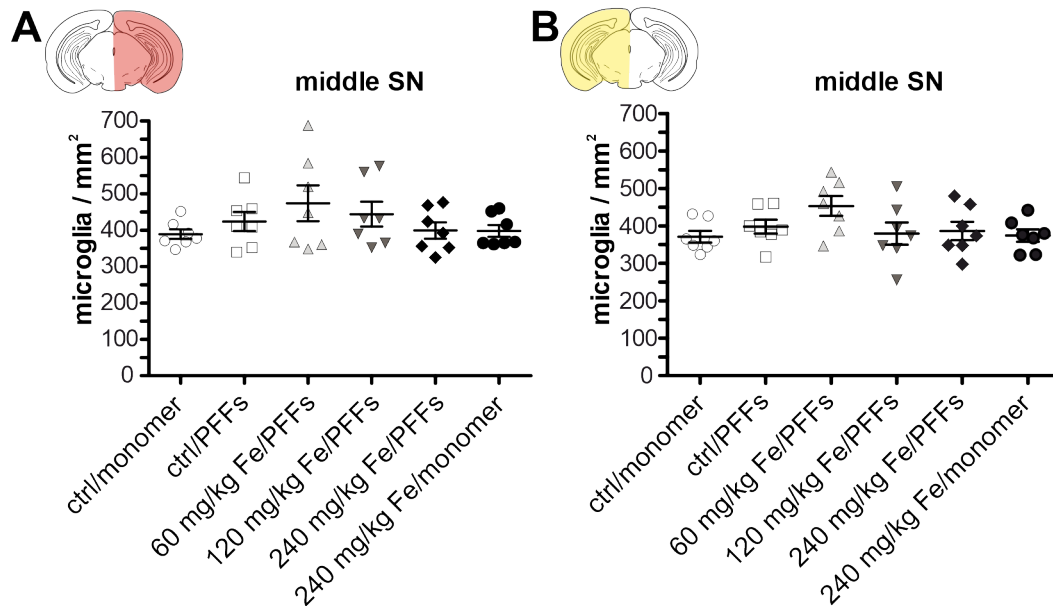 A
middle SN
microglia / mm²
700
600
500
400
300
200
100
0
ctrl/monomer
ctrl/PFFs
60 mg/kg Fe/PFFs
120 mg/kg Fe/PFFs
240 mg/kg Fe/PFFs
240 mg/kg Fe/monomer
B
middle SN
microglia / mm²
700
600
500
400
300
200
100
0
ctrl/monomer
ctrl/PFFs
60 mg/kg Fe/PFFs
120 mg/kg Fe/PFFs
240 mg/kg Fe/PFFs
240 mg/kg Fe/monomer